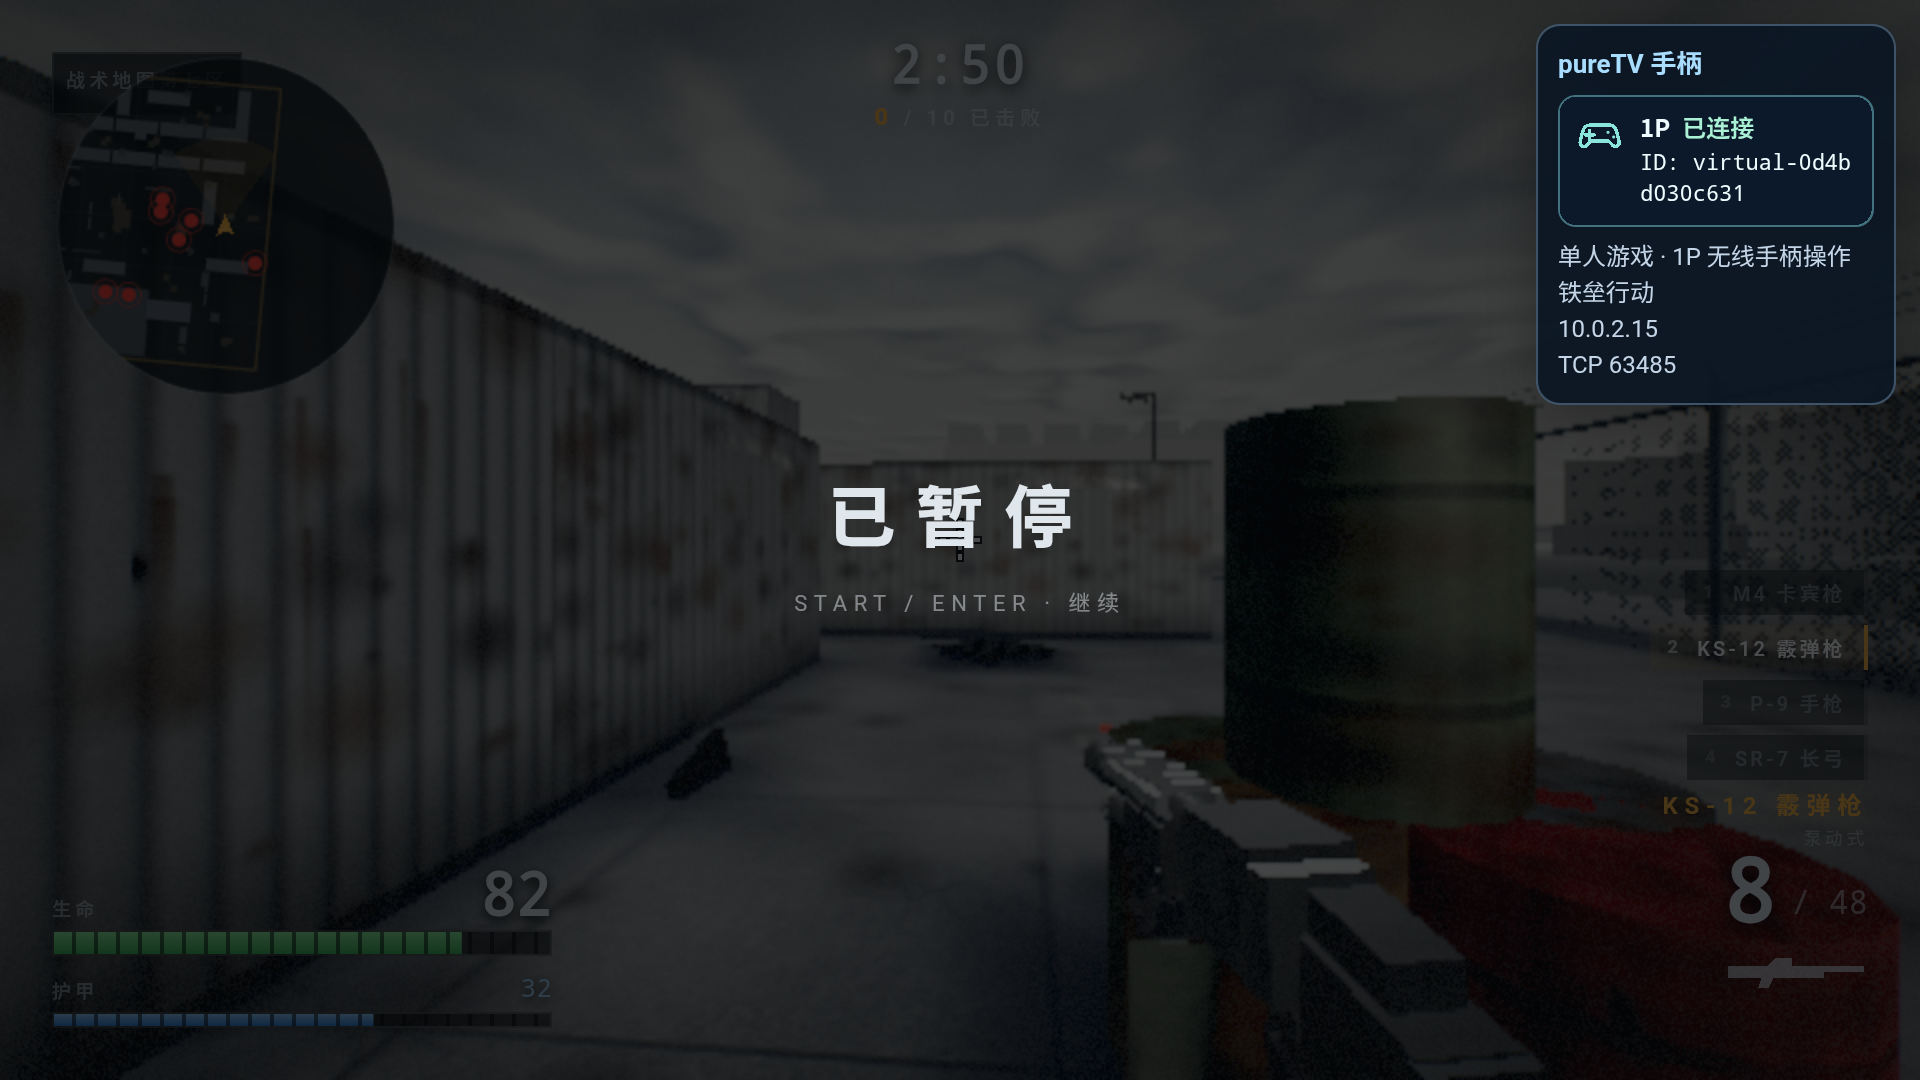 战术地图
2:50
0 / 10 已击败
pureTV 手柄
1P 已连接
ID: virtual-0d4b
d030c631
单人游戏 · 1P 无线手柄操作
铁垒行动
10.0.2.15
TCP 63485
已暂停
START / ENTER · 继续
1 M4 卡宾枪
2 KS-12 霰弹枪
3 P-9 手枪
4 SR-7 长弓
KS-12 霰弹枪
泵动式
8 / 48
生命 82
护甲 32